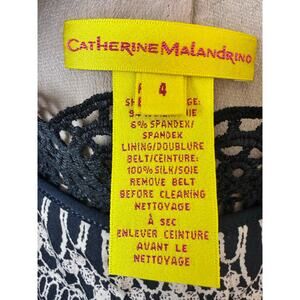 CATHERINE MALANDRINO
4
6% SPANDEX/
SPANDEX
LINING/DOUBLURE
BELT/CEINTURE:
100% SILK/SOIE
REMOVE BELT
BEFORE CLEANING
NETTOYAGE
À SEC
ENLEVER CEINTURE
AVANT LE
NETTOYAGE